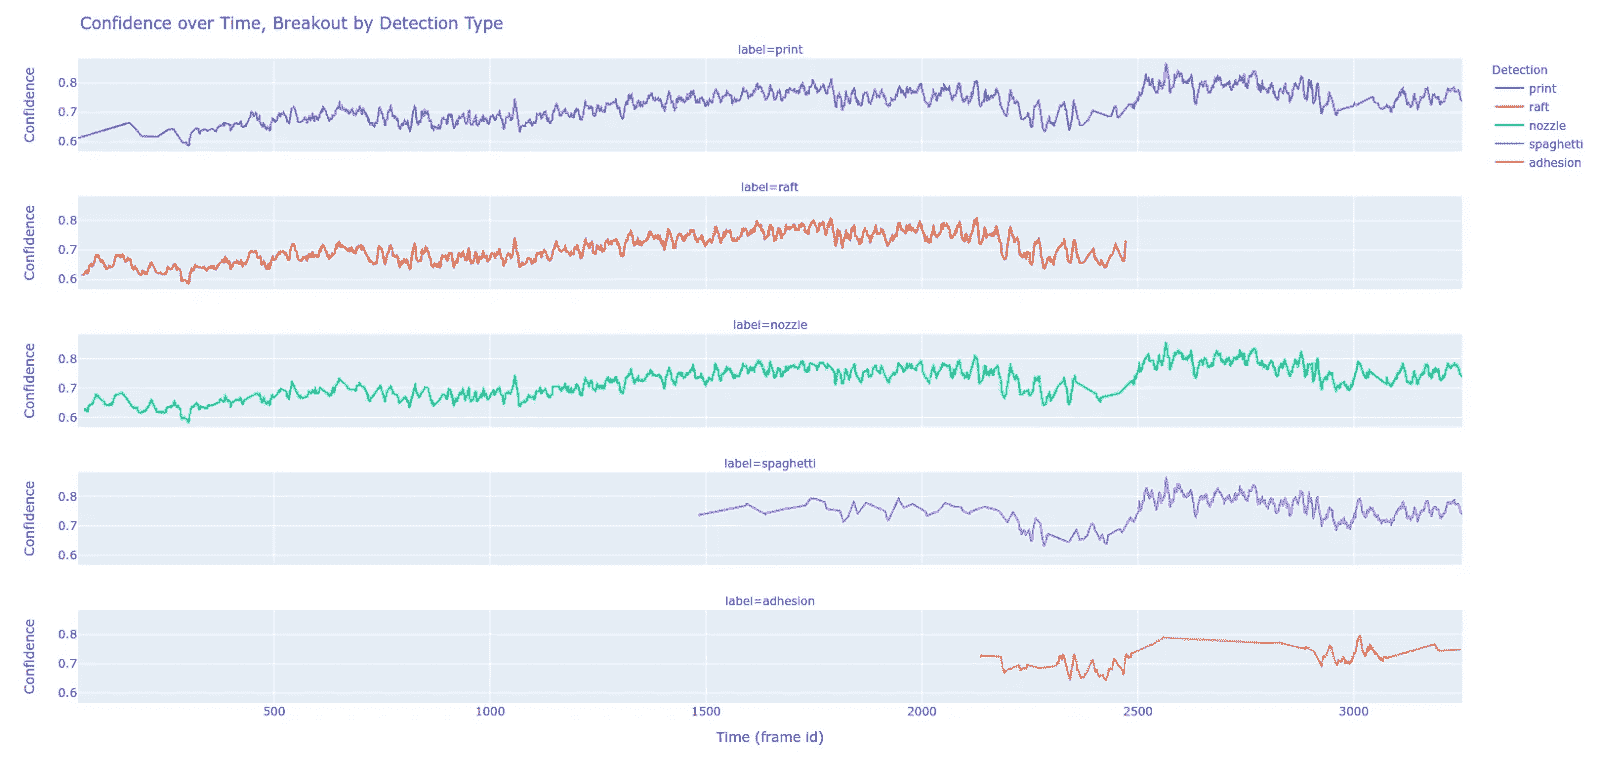 Confidence over Time, Breakout by Detection Type
label=print
Confidence
0.8
0.7
0.6
Detection
print
raft
nozzle
spaghetti
adhesion
label=raft
Confidence
0.8
0.7
0.6
label=nozzle
Confidence
0.8
0.7
0.6
label=spaghetti
Confidence
0.8
0.7
0.6
label=adhesion
Confidence
0.8
0.7
0.6
500 1000 1500 2000 2500 3000
Time (frame id)